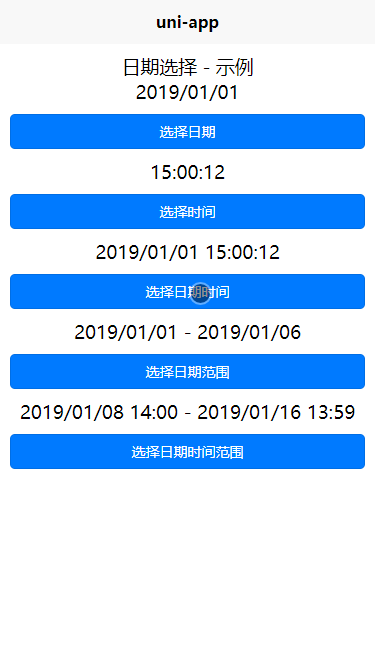 uni-app
日期选择 - 示例
2019/01/01
选择日期
15:00:12
选择时间
2019/01/01 15:00:12
选择日期时间
2019/01/01 - 2019/01/06
选择日期范围
2019/01/08 14:00 - 2019/01/16 13:59
选择日期时间范围